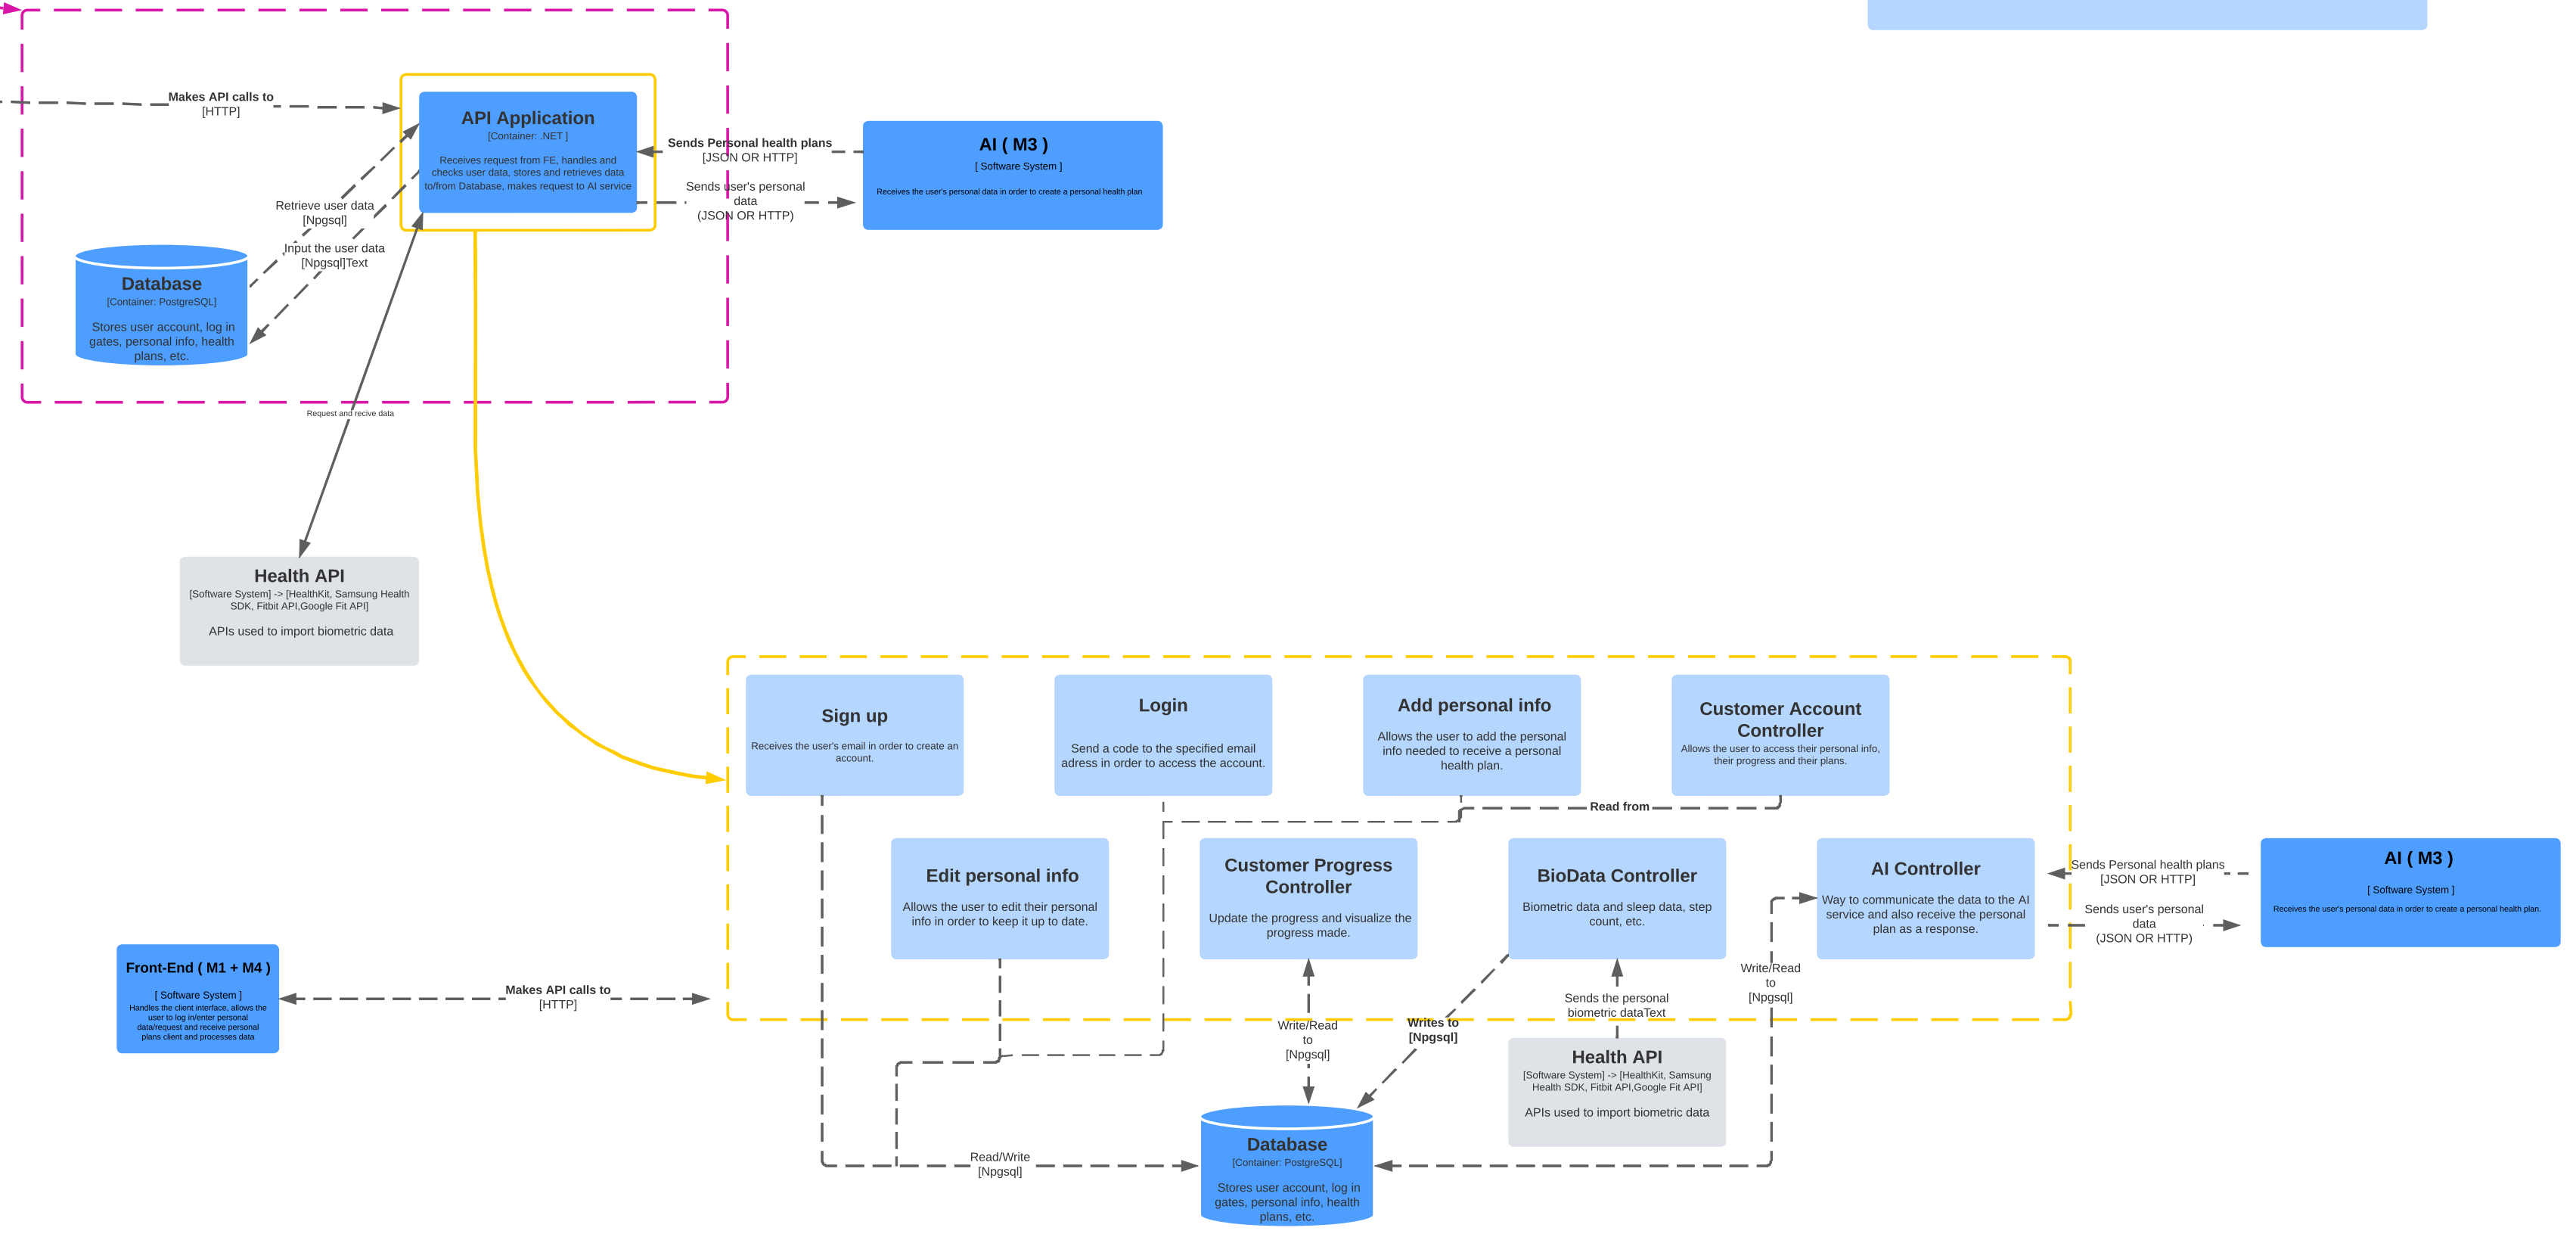 Makes API calls to
[HTTP]
API Application
[Container: .NET ]
Receives request from FE, handles and
checks user data, stores and retrieves data
to/from Database, makes request to AI service
Sends Personal health plans
[JSON OR HTTP]
Sends user's personal
data
(JSON OR HTTP)
AI ( M3 )
[ Software System ]
Receives the user's personal data in order to create a personal health plan
Retrieve user data
[Npgsql]
Input the user data
[Npgsql]Text
Database
[Container: PostgreSQL]
Stores user account, log in
gates, personal info, health
plans, etc.
Request and recive data
Health API
[Software System] -> [HealthKit, Samsung Health
SDK, Fitbit API,Google Fit API]
APIs used to import biometric data
Sign up
Receives the user's email in order to create an
account.
Login
Send a code to the specified email
adress in order to access the account.
Add personal info
Allows the user to add the personal
info needed to receive a personal
health plan.
Customer Account
Controller
Allows the user to access their personal info,
their progress and their plans.
Read from
Edit personal info
Allows the user to edit their personal
info in order to keep it up to date.
Customer Progress
Controller
Update the progress and visualize the
progress made.
BioData Controller
Biometric data and sleep data, step
count, etc.
AI Controller
Way to communicate the data to the AI
service and also receive the personal
plan as a response.
Sends Personal health plans
[JSON OR HTTP]
Sends user's personal
data
(JSON OR HTTP)
AI ( M3 )
[ Software System ]
Receives the user's personal data in order to create a personal health plan.
Front-End ( M1 + M4 )
[ Software System ]
Handles the client interface, allows the
user to log in/enter personal
data/request and receive personal
plans client and processes data
Makes API calls to
[HTTP]
Write/Read
to
[Npgsql]
Writes to
[Npgsql]
Sends the personal
biometric dataText
Write/Read
to
[Npgsql]
Health API
[Software System] -> [HealthKit, Samsung
Health SDK, Fitbit API,Google Fit API]
APIs used to import biometric data
Read/Write
[Npgsql]
Database
[Container: PostgreSQL]
Stores user account, log in
gates, personal info, health
plans, etc.